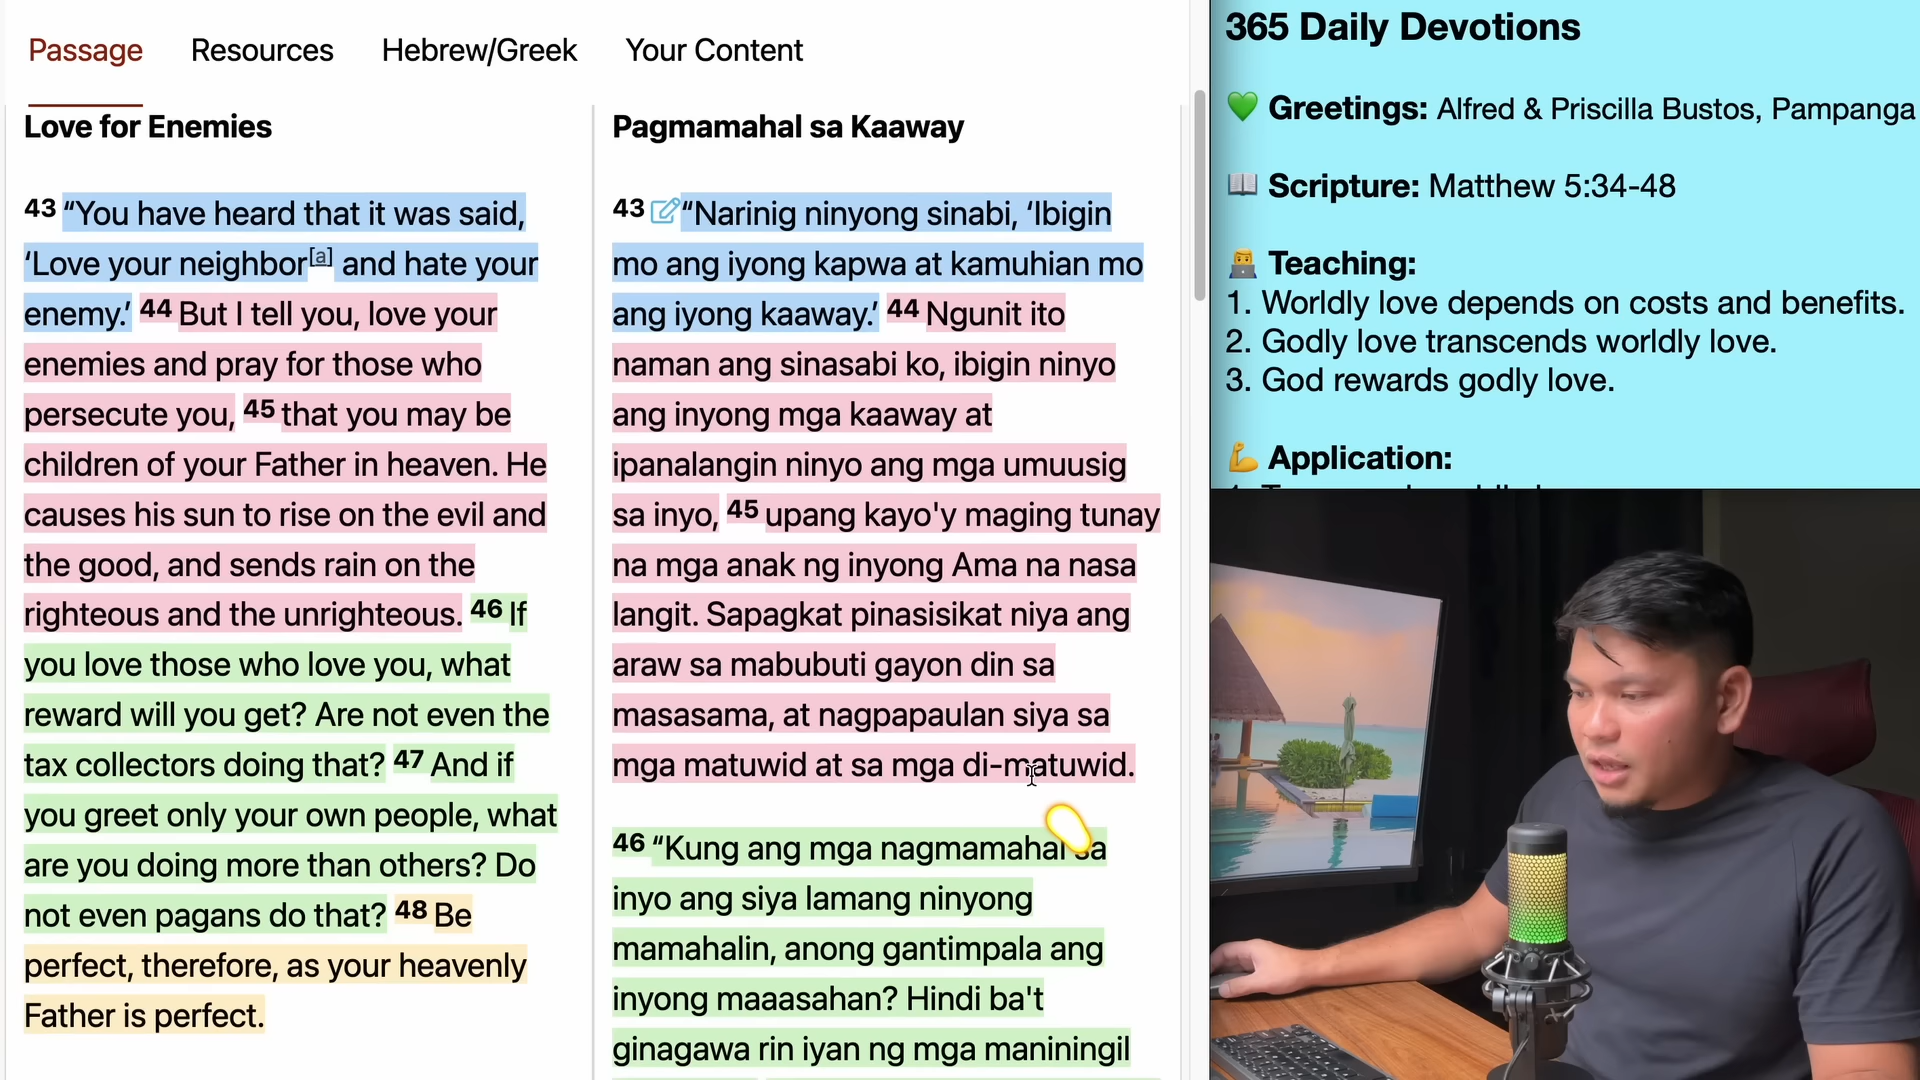 Passage Resources Hebrew/Greek Your Content
Love for Enemies
43 “You have heard that it was said,
‘Love your neighbor[a] and hate your
enemy.’ 44 But I tell you, love your
enemies and pray for those who
persecute you, 45 that you may be
children of your Father in heaven. He
causes his sun to rise on the evil and
the good, and sends rain on the
righteous and the unrighteous. 46 If
you love those who love you, what
reward will you get? Are not even the
tax collectors doing that? 47 And if
you greet only your own people, what
are you doing more than others? Do
not even pagans do that? 48 Be
perfect, therefore, as your heavenly
Father is perfect.
Pagmamahal sa Kaaway
43 “Narinig ninyong sinabi, ‘Ibigin
mo ang iyong kapwa at kamuhian mo
ang iyong kaaway.’ 44 Ngunit ito
naman ang sinasabi ko, ibigin ninyo
ang inyong mga kaaway at
ipanalangin ninyo ang mga umuusig
sa inyo, 45 upang kayo'y maging tunay
na mga anak ng inyong Ama na nasa
langit. Sapagkat pinasisikat niya ang
araw sa mabubuti gayon din sa
masasama, at nagpapaulan siya sa
mga matuwid at sa mga di-matuwid.
46 “Kung ang mga nagmamahal sa
inyo ang siya lamang ninyong
mamahalin, anong gantimpala ang
inyong maaasahan? Hindi ba't
ginagawa rin iyan ng mga maniningil
365 Daily Devotions
💚 Greetings: Alfred & Priscilla Bustos, Pampanga
📖 Scripture: Matthew 5:34-48
👨‍💻 Teaching:
1. Worldly love depends on costs and benefits.
2. Godly love transcends worldly love.
3. God rewards godly love.
💪 Application: